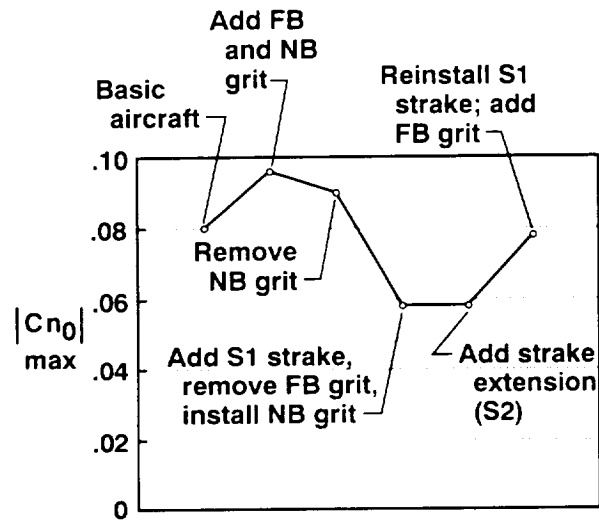 Add FB
and NB
grit
Basic
aircraft
Reinstall S1
strake; add
FB grit
.10
.08
.06
.04
.02
0
|Cn0|
max
Remove
NB grit
Add S1 strake,
remove FB grit,
install NB grit
Add strake
extension
(S2)